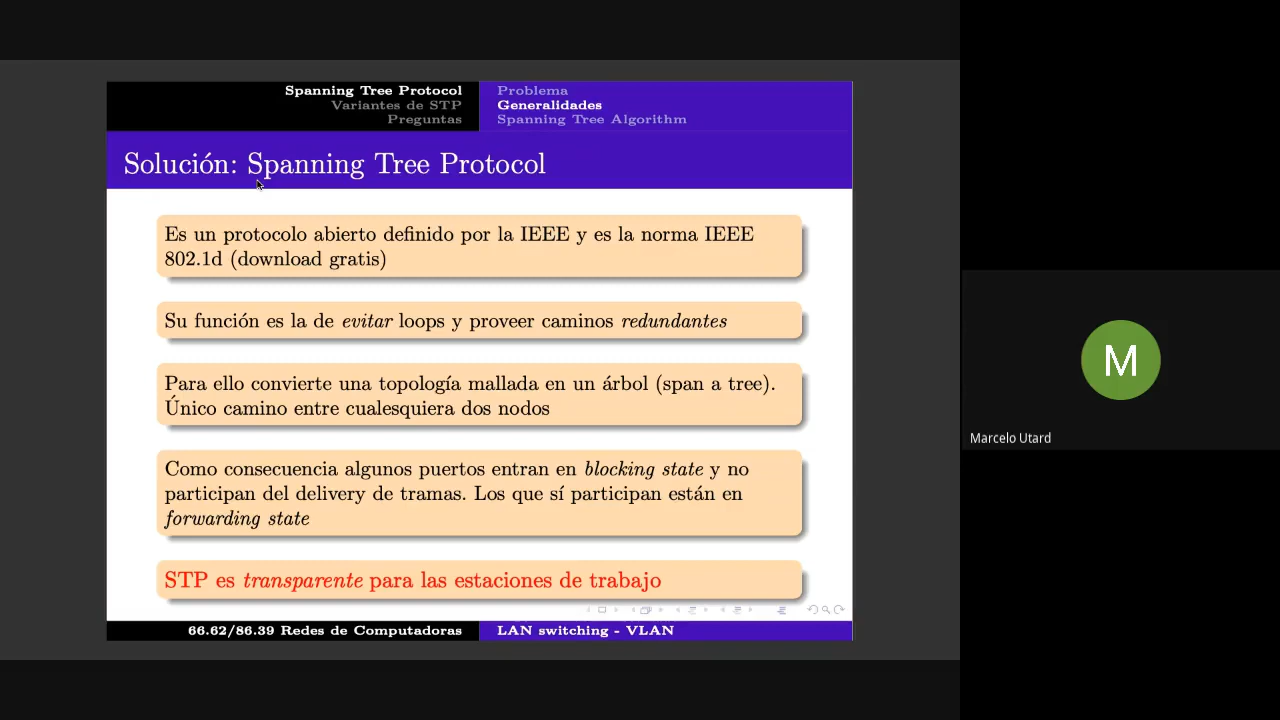 Spanning Tree Protocol
Variantes de STP
Preguntas
Problema
Generalidades
Spanning Tree Algorithm
Solución: Spanning Tree Protocol
Es un protocolo abierto definido por la IEEE y es la norma IEEE
802.1d (download gratis)
Su función es la de evitar loops y proveer caminos redundantes
Para ello convierte una topología mallada en un árbol (span a tree).
Único camino entre cualesquiera dos nodos
Como consecuencia algunos puertos entran en blocking state y no
participan del delivery de tramas. Los que sí participan están en
forwarding state
STP es transparente para las estaciones de trabajo
66.62/86.39 Redes de Computadoras
LAN switching - VLAN
M
Marcelo Utard